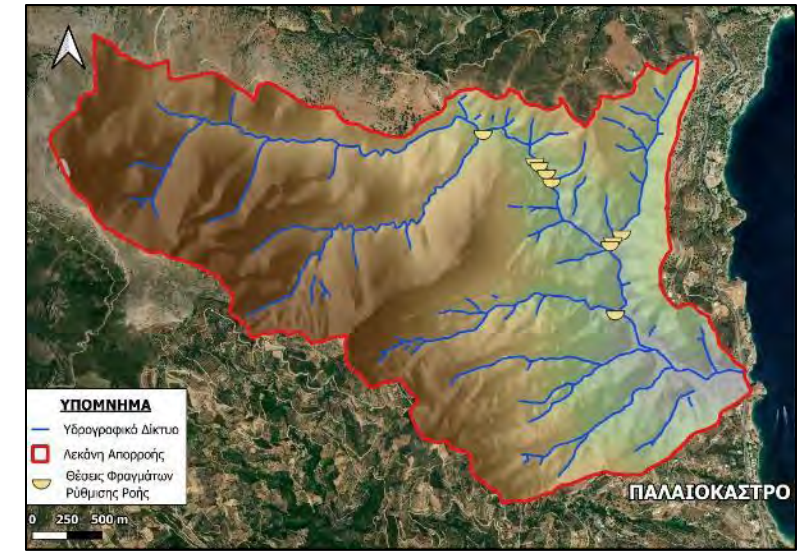 ΥΠΟΜΝΗΜΑ
Υδρογραφικό Δίκτυο
Λεκάνη Απορροής
Θέσεις Φραγμάτων
Ρύθμισης Ροής
0 250 500 m
ΠΑΛΑΙΟΚΑΣΤΡΟ